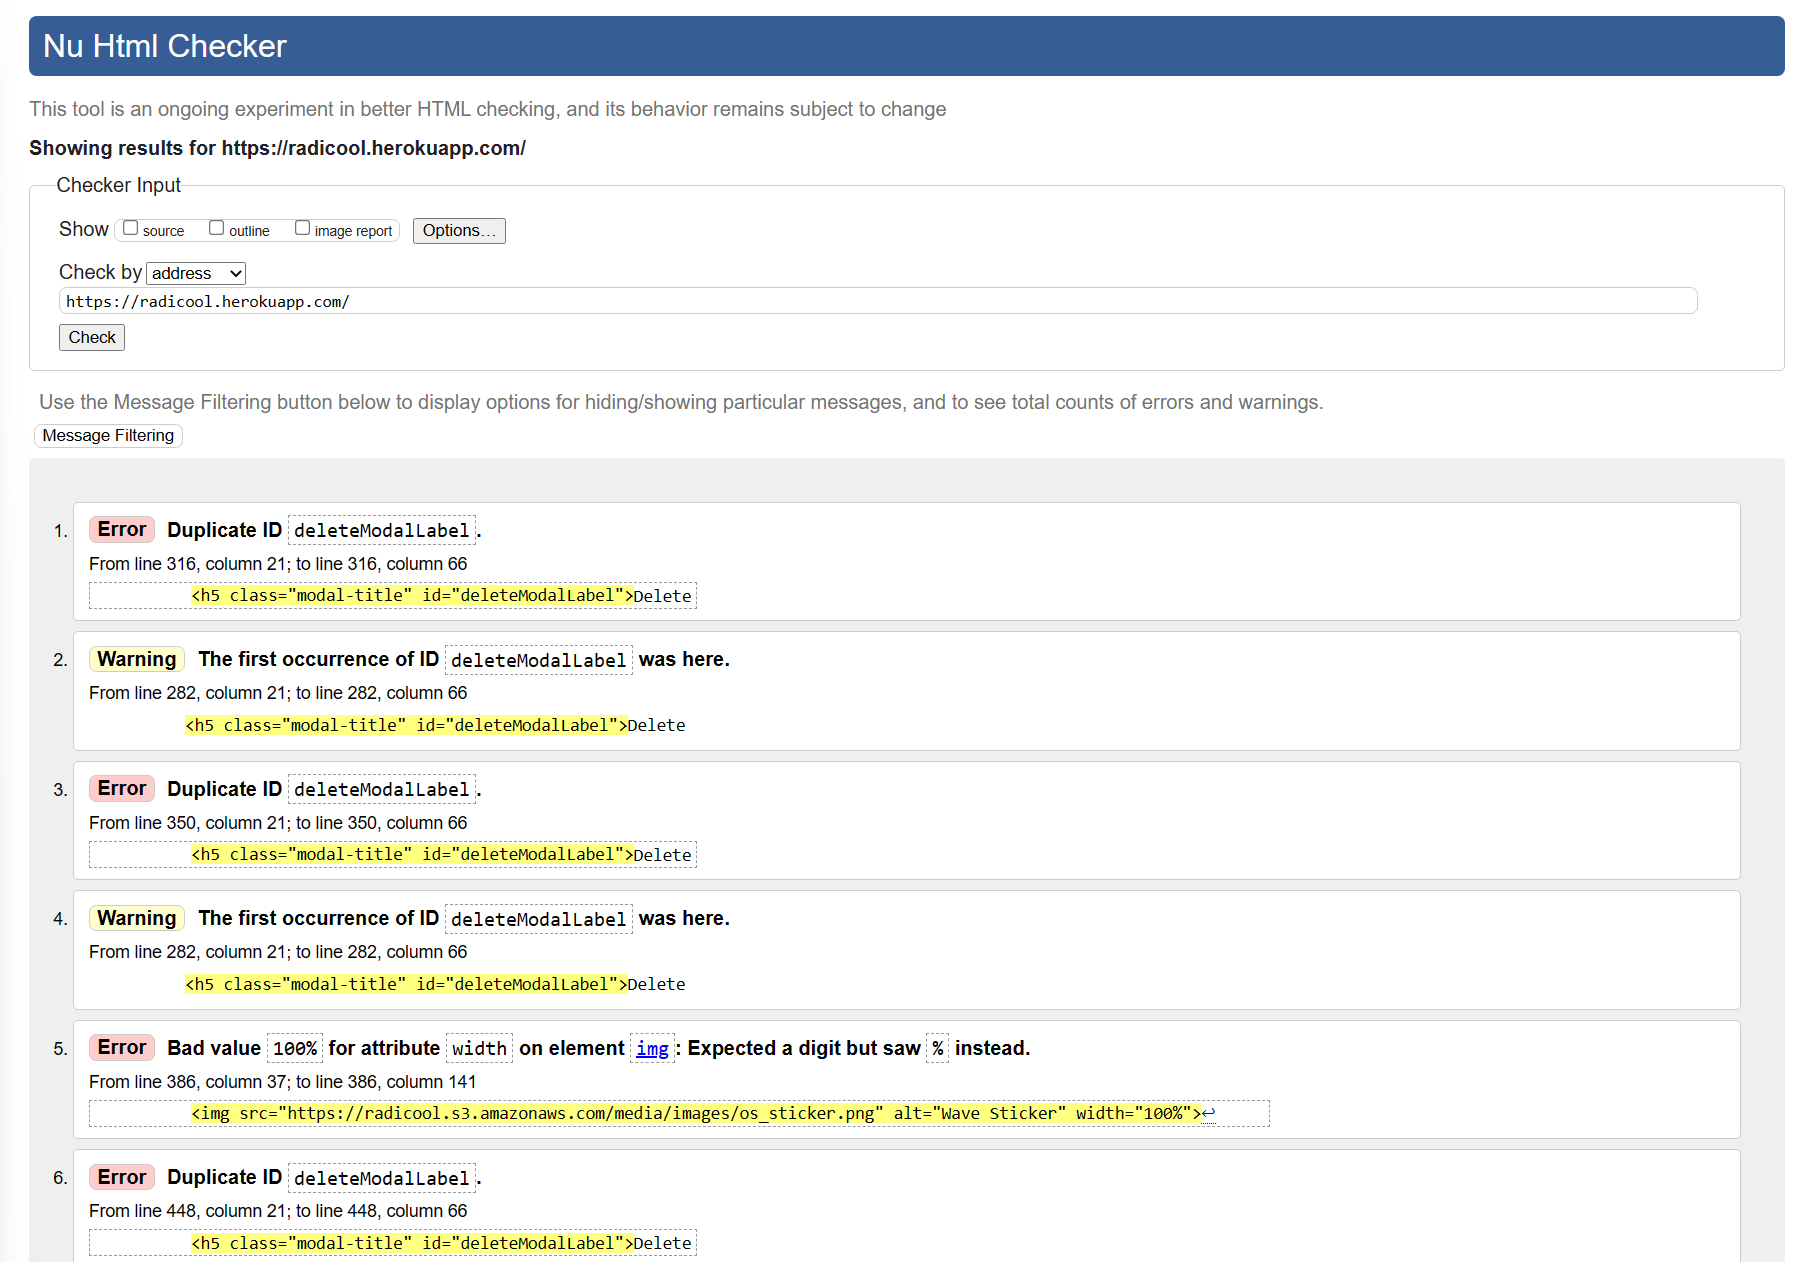 Nu Html Checker
This tool is an ongoing experiment in better HTML checking, and its behavior remains subject to change
Showing results for https://radicool.herokuapp.com/
Checker Input
Show source outline image report Options...
Check by address
https://radicool.herokuapp.com/
Check
Use the Message Filtering button below to display options for hiding/showing particular messages, and to see total counts of errors and warnings.
Message Filtering
1. Error Duplicate ID deleteModalLabel.
From line 316, column 21; to line 316, column 66
<h5 class="modal-title" id="deleteModalLabel">Delete
2. Warning The first occurrence of ID deleteModalLabel was here.
From line 282, column 21; to line 282, column 66
<h5 class="modal-title" id="deleteModalLabel">Delete
3. Error Duplicate ID deleteModalLabel.
From line 350, column 21; to line 350, column 66
<h5 class="modal-title" id="deleteModalLabel">Delete
4. Warning The first occurrence of ID deleteModalLabel was here.
From line 282, column 21; to line 282, column 66
<h5 class="modal-title" id="deleteModalLabel">Delete
5. Error Bad value 100% for attribute width on element img: Expected a digit but saw % instead.
From line 386, column 37; to line 386, column 141
<img src="https://radicool.s3.amazonaws.com/media/images/os_sticker.png" alt="Wave Sticker" width="100%">↩
6. Error Duplicate ID deleteModalLabel.
From line 448, column 21; to line 448, column 66
<h5 class="modal-title" id="deleteModalLabel">Delete